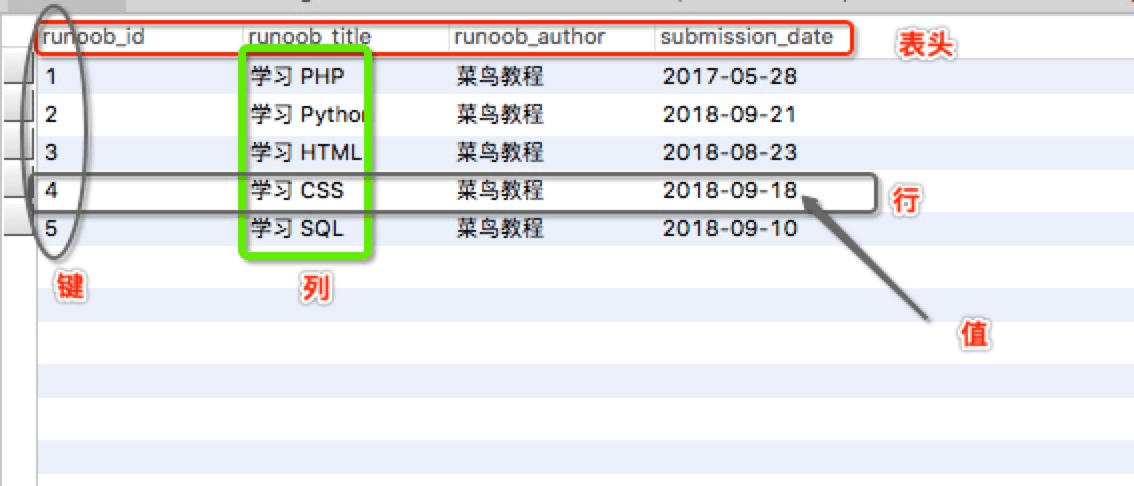 runoob_id runoob_title runoob_author submission_date 表头
1 学习 PHP 菜鸟教程 2017-05-28
2 学习 Python 菜鸟教程 2018-09-21
3 学习 HTML 菜鸟教程 2018-08-23
4 学习 CSS 菜鸟教程 2018-09-18 行
5 学习 SQL 菜鸟教程 2018-09-10
键 列
值